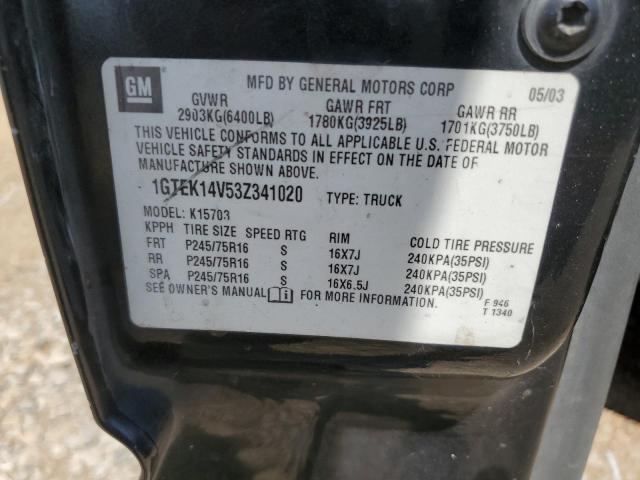 GM
MFD BY GENERAL MOTORS CORP 05/03
GVWR GAWR FRT GAWR RR
2903KG(6400LB) 1780KG(3925LB) 1701KG(3750LB)
THIS VEHICLE CONFORMS TO ALL APPLICABLE U.S. FEDERAL MOTOR
VEHICLE SAFETY STANDARDS IN EFFECT ON THE DATE OF
MANUFACTURE SHOWN ABOVE.
1GTEK14V53Z341020 TYPE: TRUCK
MODEL: K15703
KPPH TIRE SIZE SPEED RTG RIM COLD TIRE PRESSURE
FRT P245/75R16 S 16X7J 240KPA(35PSI)
RR P245/75R16 S 16X7J 240KPA(35PSI)
SPA P245/75R16 S 16X6.5J 240KPA(35PSI)
SEE OWNER'S MANUAL FOR MORE INFORMATION.
F 946
T 1340